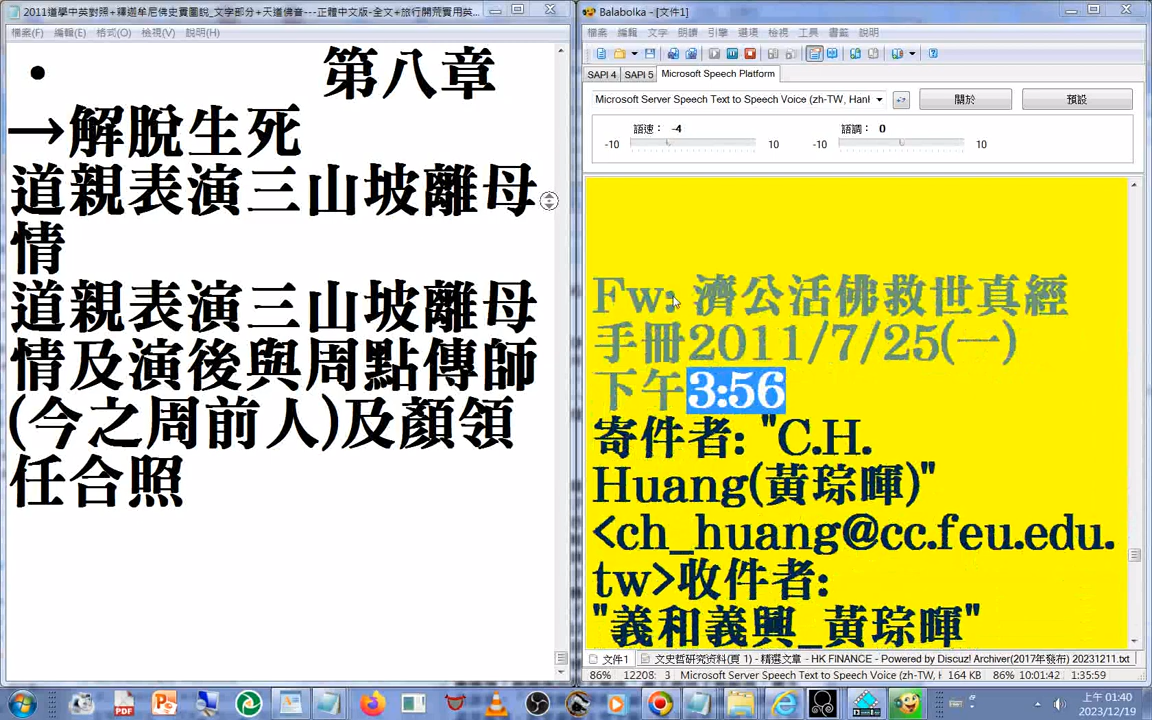 2011道學中英對照+釋迦牟尼佛史實圖說_文字部分+天道佛音---正體中文版-全文+旅行開荒實用英...
檔案(F) 編輯(E) 格式(O) 檢視(V) 說明(H)
• 第八章
→解脫生死
道親表演三山坡離母
情
道親表演三山坡離母
情及演後與周點傳師
(今之周前人)及顏領
任合照
Balabolka - [文件1]
檔案 編輯 文字 朗讀 引擎 選項 檢視 工具 書籤 說明
SAPI 4 SAPI 5 Microsoft Speech Platform
Microsoft Server Speech Text to Speech Voice (zh-TW, Hanl
關於 預設
語速： -4 語調： 0
-10 10 -10 10
Fw: 濟公活佛救世真經
手冊2011/7/25(一)
下午3:56
寄件者: "C.H.
Huang(黃琮暉)"
<ch_huang@cc.feu.edu.
tw>收件者:
"義和義興_黃琮暉"
文件1 文史哲研究资料(頁 1) - 精選文章 - HK FINANCE - Powered by Discuz! Archiver(2017年發布) 20231211.txt
86% 12208: 3 Microsoft Server Speech Text to Speech Voice (zh-TW, H 164 KB 86% 10:01:42 1:35:59
上午 01:40
2023/12/19